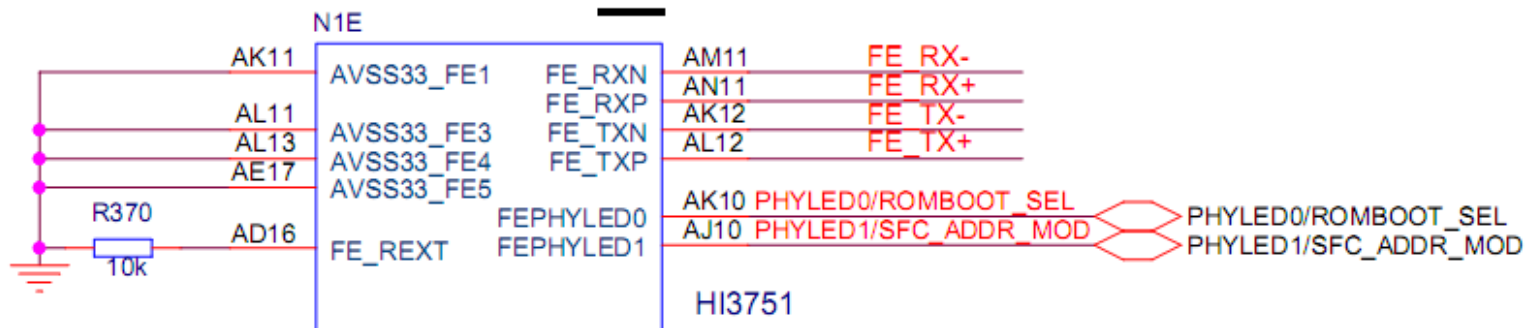 N1E
AK11 AVSS33_FE1 FE_RXN AM11 FE_RX-
FE_RXP AN11 FE_RX+
AL11 AVSS33_FE3 FE_TXN AK12 FE_TX-
AL13 AVSS33_FE4 FE_TXP AL12 FE_TX+
AE17 AVSS33_FE5
FEPHYLED0 AK10 PHYLED0/ROMBOOT_SEL PHYLED0/ROMBOOT_SEL
R370
10k
AD16 FE_REXT FEPHYLED1 AJ10 PHYLED1/SFC_ADDR_MOD PHYLED1/SFC_ADDR_MOD
HI3751